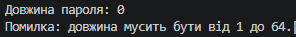 Довжина пароля: 0
Помилка: довжина мусить бути від 1 до 64.